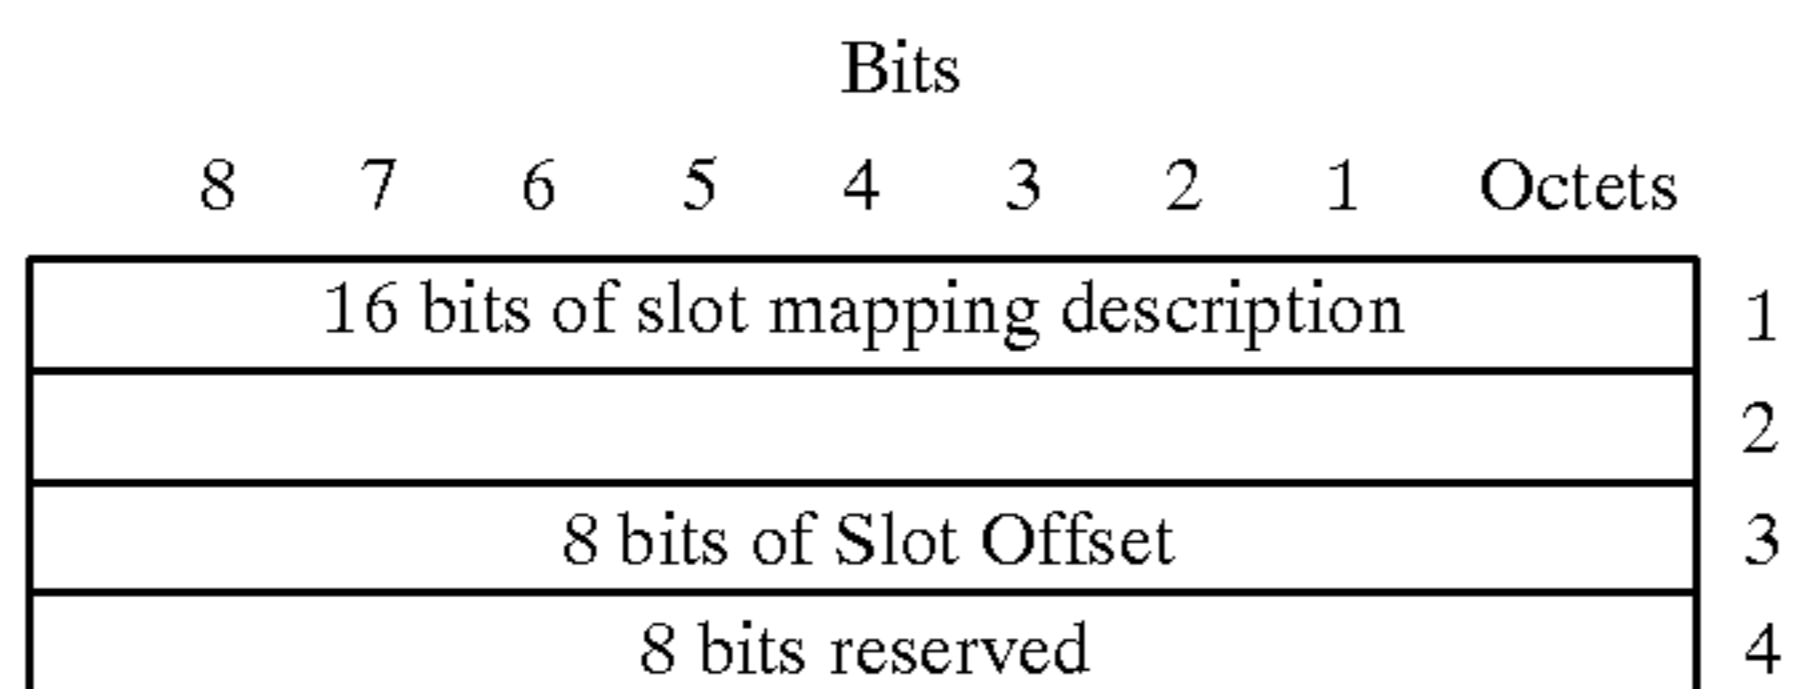 Bits
8 7 6 5 4 3 2 1 Octets
16 bits of slot mapping description 1
2
8 bits of Slot Offset 3
8 bits reserved 4